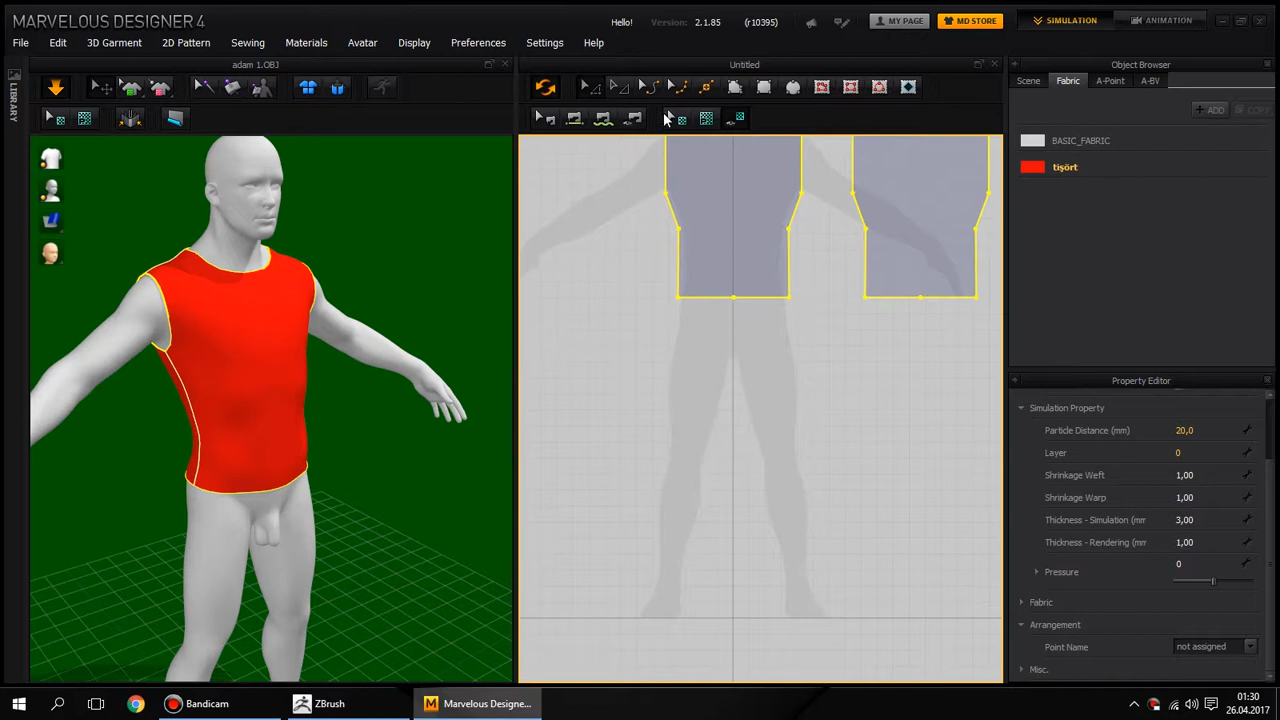 MARVELOUS DESIGNER 4
Hello!
Version: 2.1.85 (r10395)
MY PAGE
MD STORE
SIMULATION
ANIMATION
File Edit 3D Garment 2D Pattern Sewing Materials Avatar Display Preferences Settings Help
LIBRARY
adam 1.OBJ
Untitled
Object Browser
Scene Fabric A-Point A-BV
+ ADD
COPY
BASIC_FABRIC
tişört
Property Editor
Simulation Property
Particle Distance (mm) 20,0
Layer 0
Shrinkage Weft 1,00
Shrinkage Warp 1,00
Thickness - Simulation (mm 3,00
Thickness - Rendering (mm 1,00
Pressure 0
Fabric
Arrangement
Point Name not assigned
Misc.
Bandicam
ZBrush
Marvelous Designe...
01:30
26.04.2017